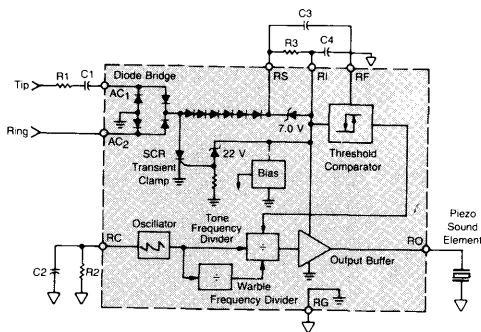 C3
R3
C4
RS
RI
RF
R1
C1
Diode Bridge
Tip
AC1
Ring
AC2
7.0 V
SCR
Transient
Clamp
22 V
Bias
Threshold
Comparator
Tone
Frequency
Divider
Oscillator
RC
÷
Output Buffer
RO
Piezo
Sound
Element
C2
R2
÷
Warble
Frequency Divider
RG